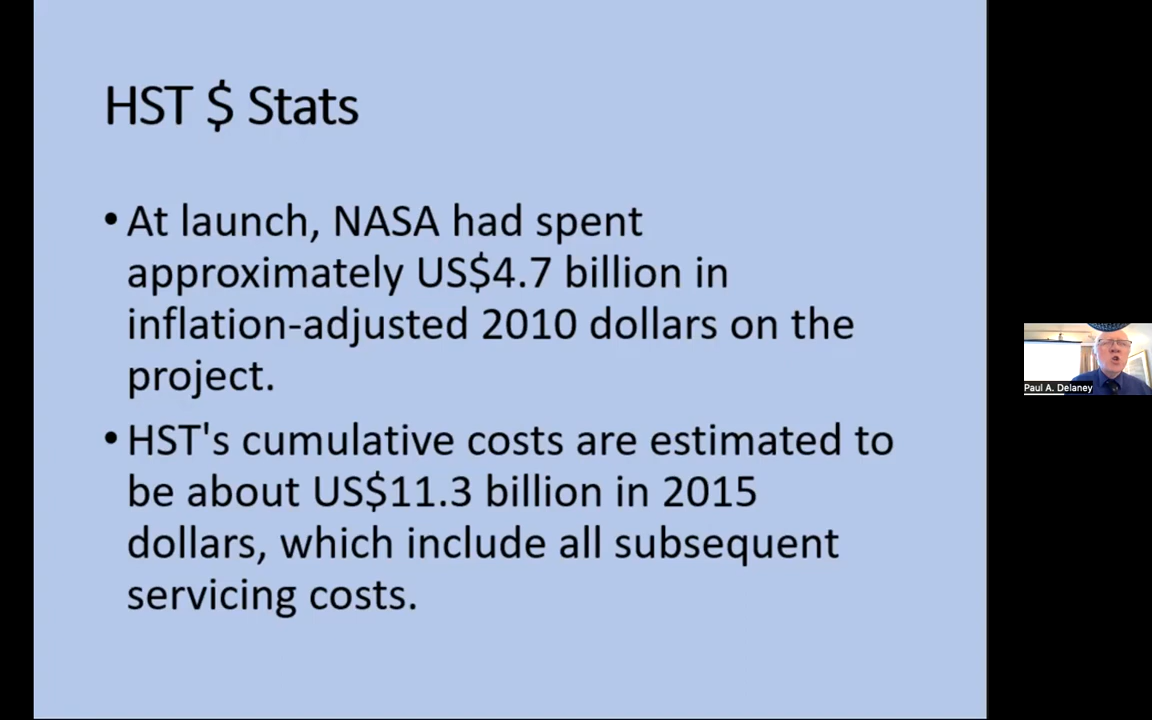 HST $ Stats
• At launch, NASA had spent
approximately US$4.7 billion in
inflation-adjusted 2010 dollars on the
project.
• HST's cumulative costs are estimated to
be about US$11.3 billion in 2015
dollars, which include all subsequent
servicing costs.
Paul A. Delaney